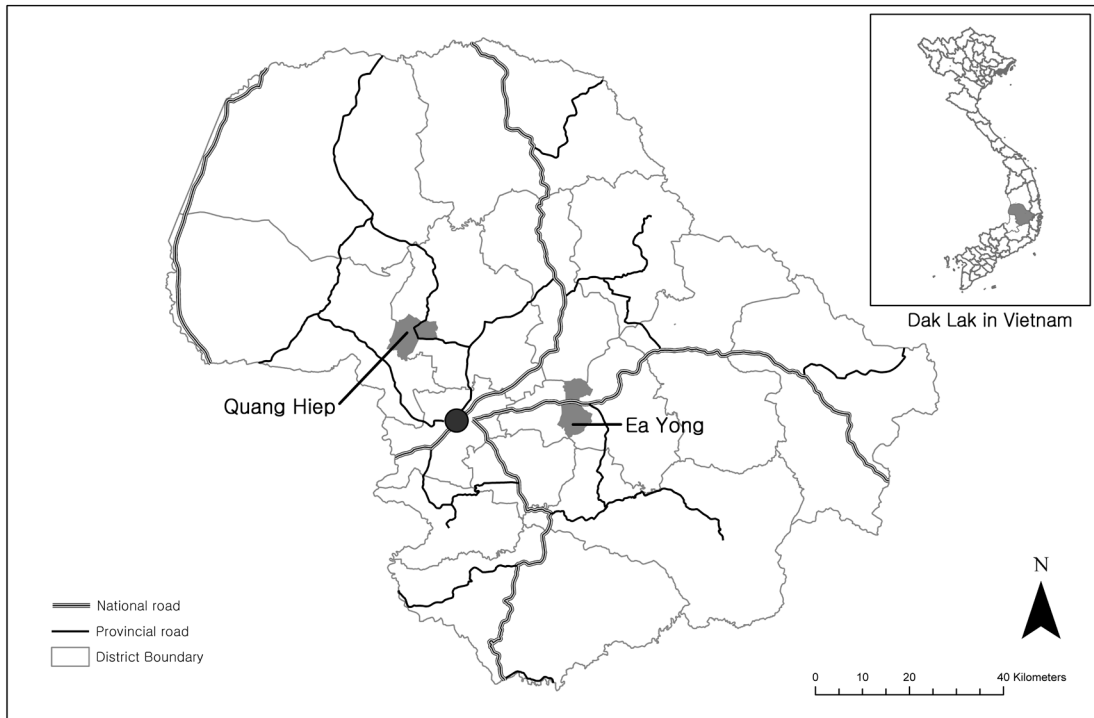 Dak Lak in Vietnam
Quang Hiep
Ea Yong
N
National road
Provincial road
District Boundary
0 10 20 40 Kilometers